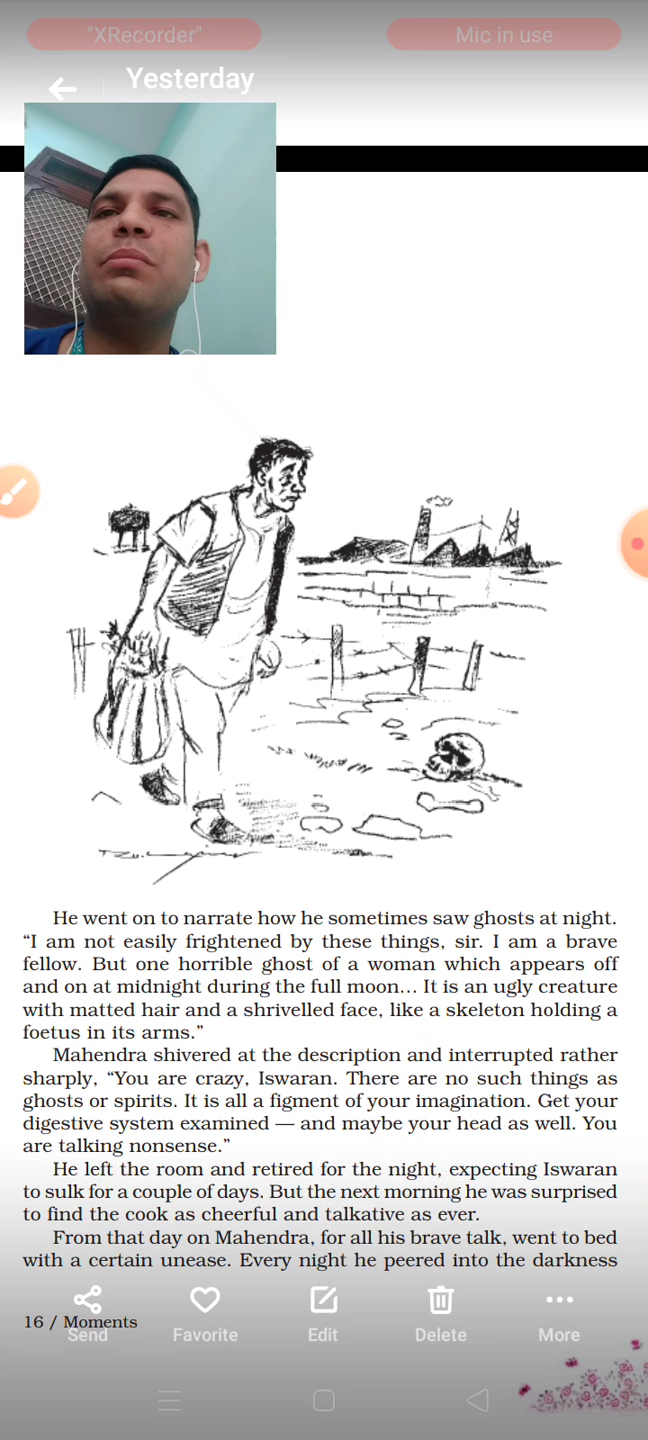 "XRecorder"
Mic in use
Yesterday
He went on to narrate how he sometimes saw ghosts at night.
“I am not easily frightened by these things, sir. I am a brave
fellow. But one horrible ghost of a woman which appears off
and on at midnight during the full moon... It is an ugly creature
with matted hair and a shrivelled face, like a skeleton holding a
foetus in its arms.”
Mahendra shivered at the description and interrupted rather
sharply, “You are crazy, Iswaran. There are no such things as
ghosts or spirits. It is all a figment of your imagination. Get your
digestive system examined — and maybe your head as well. You
are talking nonsense.”
He left the room and retired for the night, expecting Iswaran
to sulk for a couple of days. But the next morning he was surprised
to find the cook as cheerful and talkative as ever.
From that day on Mahendra, for all his brave talk, went to bed
with a certain unease. Every night he peered into the darkness
16 / Moments
Send
Favorite
Edit
Delete
More